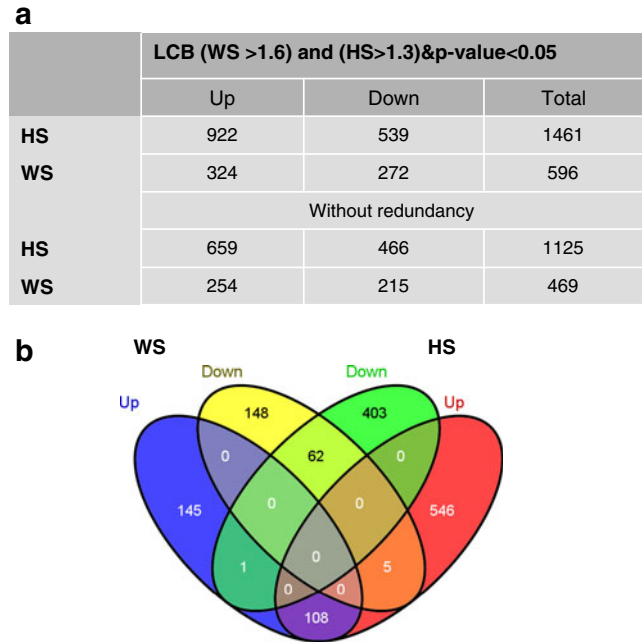 a
LCB (WS >1.6) and (HS>1.3)&p-value<0.05
Up Down Total
HS 922 539 1461
WS 324 272 596
Without redundancy
HS 659 466 1125
WS 254 215 469
b
WS HS
Down Down
Up Up
148 403
0 62 0
145 0 0 546
0
1 5
0 0
108